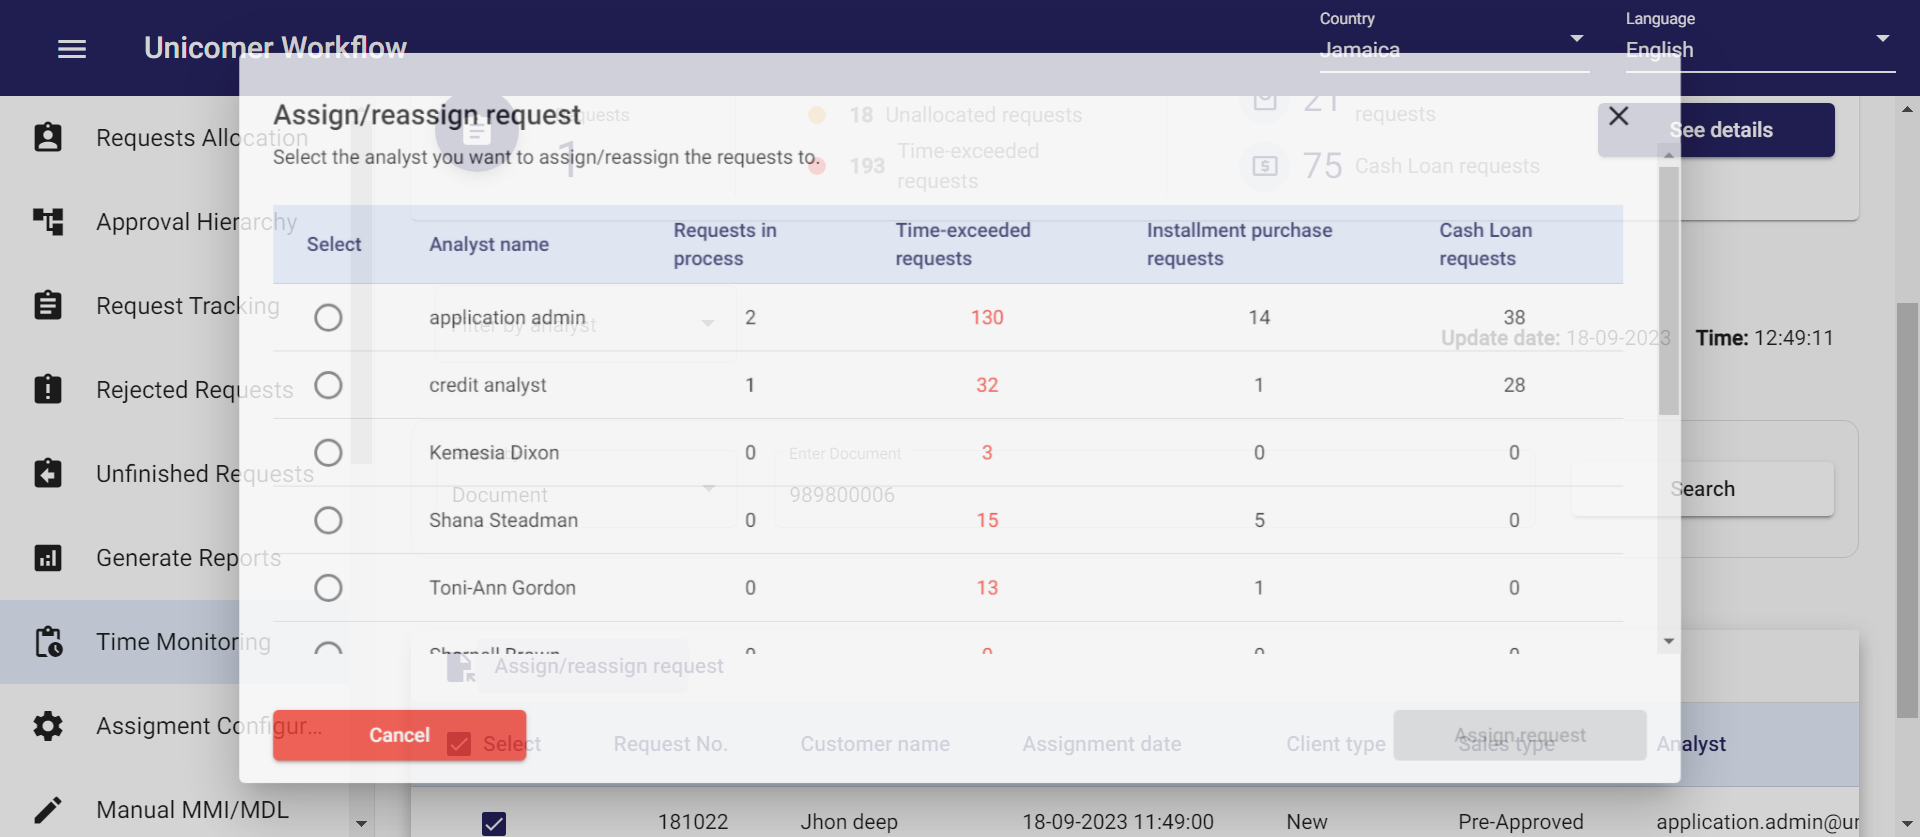 Unicomer Workflow
Country
Jamaica
Language
English
Requests Allocation
Approval Hierarchy
Request Tracking
Rejected Requests
Unfinished Requests
Generate Reports
Time Monitoring
Assigment Configur...
Manual MMI/MDL
Assign/reassign request
Select the analyst you want to assign/reassign the requests to.
Requests
1
18 Unallocated requests
193 Time-exceeded
requests
21 requests
75 Cash Loan requests
See details
Select Analyst name Requests in process Time-exceeded requests Installment purchase requests Cash Loan requests
application admin 2 130 14 38
credit analyst 1 32 1 28
Kemesia Dixon 0 3 0 0
Shana Steadman 0 15 5 0
Toni-Ann Gordon 0 13 1 0
Sharnell Brown 0 0 0 0
Filter by analyst
Update date: 18-09-2023 Time: 12:49:11
Document
Enter Document
989800006
Search
Assign/reassign request
Cancel
Assign request
Select Request No. Customer name Assignment date Client type Sales type Analyst
181022 Jhon deep 18-09-2023 11:49:00 New Pre-Approved application.admin@un